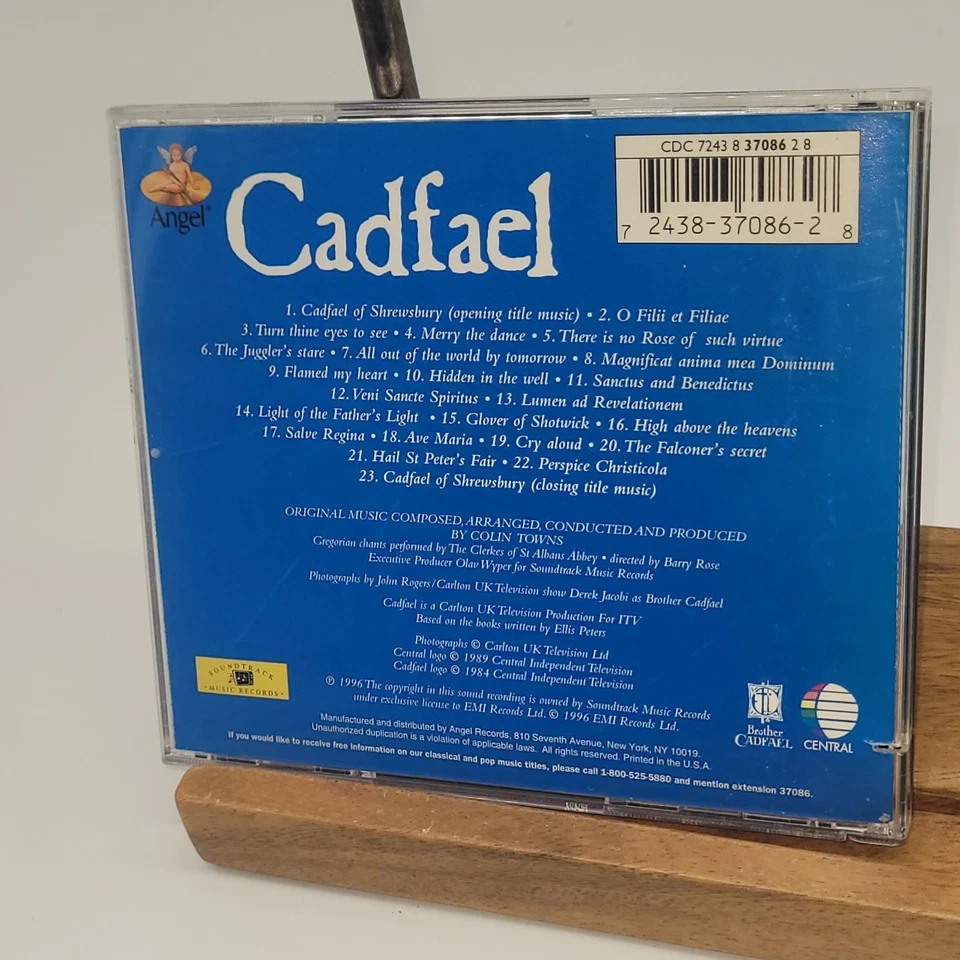 CDC 7243 8 37086 2 8
7 2438-37086-2 8
Angel®
Cadfael
1. Cadfael of Shrewsbury (opening title music) • 2. O Filii et Filiae
3. Turn thine eyes to see • 4. Merry the dance • 5. There is no Rose of such virtue
6. The Juggler's stare • 7. All out of the world by tomorrow • 8. Magnificat anima mea Dominum
9. Flamed my heart • 10. Hidden in the well • 11. Sanctus and Benedictus
12. Veni Sancte Spiritus • 13. Lumen ad Revelationem
14. Light of the Father's Light • 15. Glover of Shotwick • 16. High above the heavens
17. Salve Regina • 18. Ave Maria • 19. Cry aloud • 20. The Falconer's secret
21. Hail St Peter's Fair • 22. Perspice Christicola
23. Cadfael of Shrewsbury (closing title music)
ORIGINAL MUSIC COMPOSED, ARRANGED, CONDUCTED AND PRODUCED
BY COLIN TOWNS
Gregorian chants performed by The Clerkes of St Albans Abbey • directed by Barry Rose
Executive Producer Olav Wyper for Soundtrack Music Records
Photographs by John Rogers/Carlton UK Television show Derek Jacobi as Brother Cadfael
Cadfael is a Carlton UK Television Production For ITV
Based on the books written by Ellis Peters
Photographs © Carlton UK Television Ltd
Central logo © 1989 Central Independent Television
Cadfael logo © 1984 Central Independent Television
℗ 1996 The copyright in this sound recording is owned by Soundtrack Music Records
under exclusive license to EMI Records Ltd. © 1996 EMI Records Ltd.
SOUNDTRACK
• MUSIC RECORDS •
Brother
CADFAEL
CENTRAL
Manufactured and distributed by Angel Records, 810 Seventh Avenue, New York, NY 10019.
Unauthorized duplication is a violation of applicable laws. All rights reserved. Printed in the U.S.A.
If you would like to receive free information on our classical and pop music titles, please call 1-800-525-5880 and mention extension 37086.